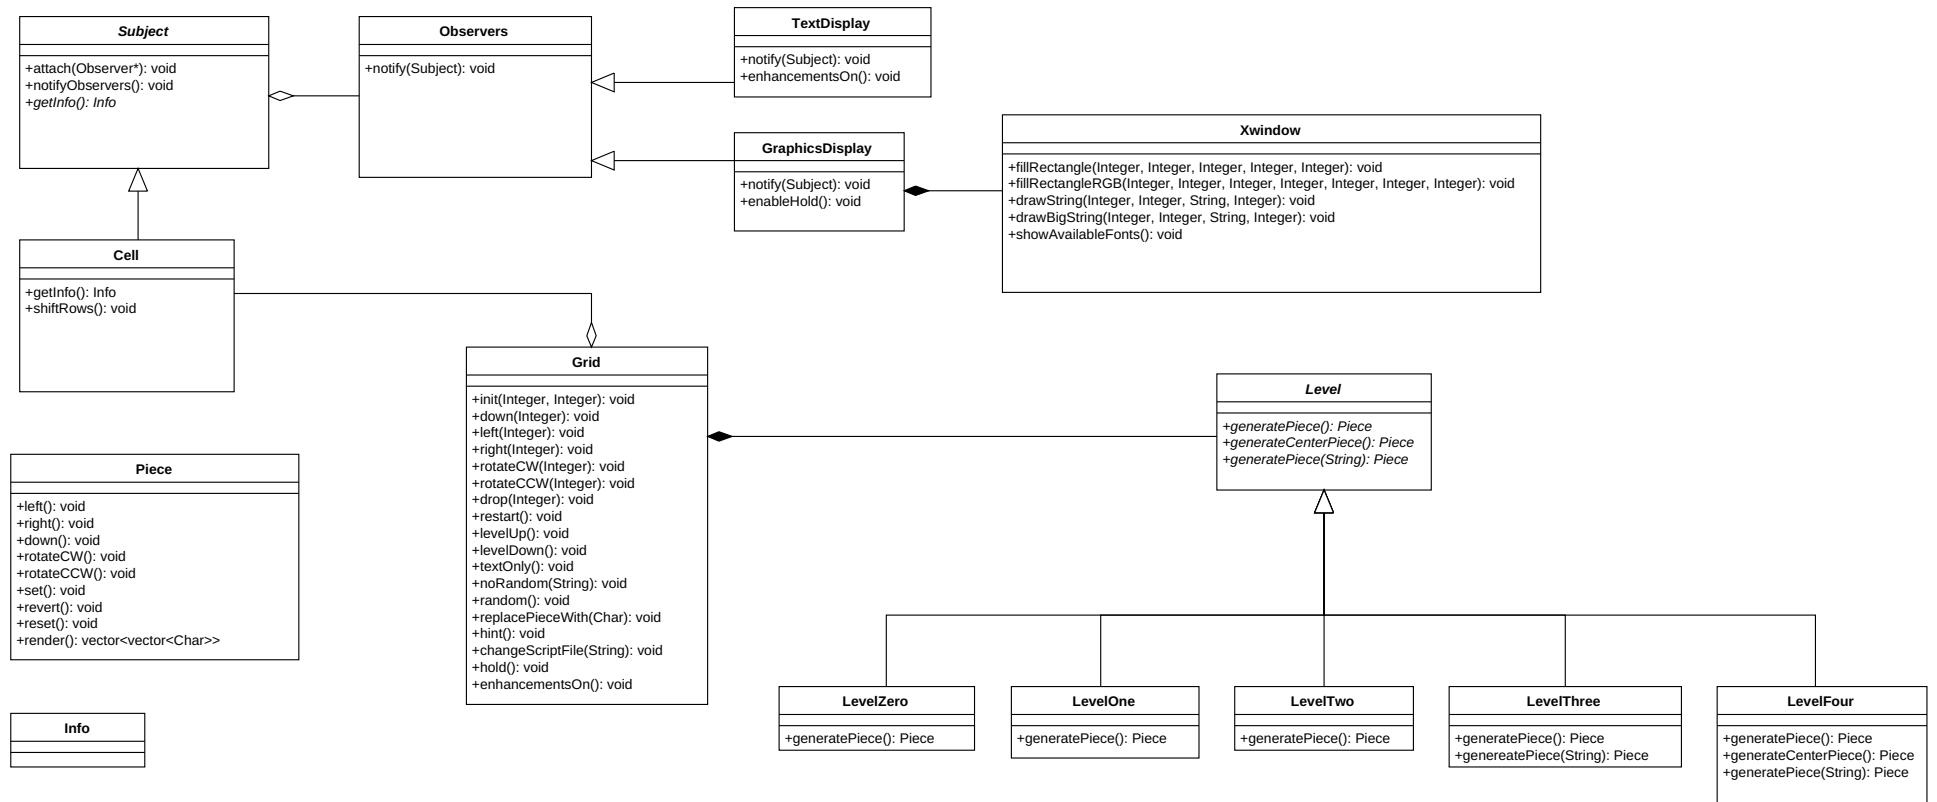 Subject
+attach(Observer*): void
+notifyObservers(): void
+getInfo(): Info
Observers
+notify(Subject): void
TextDisplay
+notify(Subject): void
+enhancementsOn(): void
GraphicsDisplay
+notify(Subject): void
+enableHold(): void
Xwindow
+fillRectangle(Integer, Integer, Integer, Integer, Integer): void
+fillRectangleRGB(Integer, Integer, Integer, Integer, Integer, Integer, Integer): void
+drawString(Integer, Integer, String, Integer): void
+drawBigString(Integer, Integer, String, Integer): void
+showAvailableFonts(): void
Cell
+getInfo(): Info
+shiftRows(): void
Grid
+init(Integer, Integer): void
+down(Integer): void
+left(Integer): void
+right(Integer): void
+rotateCW(Integer): void
+rotateCCW(Integer): void
+drop(Integer): void
+restart(): void
+levelUp(): void
+levelDown(): void
+textOnly(): void
+noRandom(String): void
+random(): void
+replacePieceWith(Char): void
+hint(): void
+changeScriptFile(String): void
+hold(): void
+enhancementsOn(): void
Level
+generatePiece(): Piece
+generateCenterPiece(): Piece
+generatePiece(String): Piece
Piece
+left(): void
+right(): void
+down(): void
+rotateCW(): void
+rotateCCW(): void
+set(): void
+revert(): void
+reset(): void
+render(): vector<vector<Char>>
Info
LevelZero
+generatePiece(): Piece
LevelOne
+generatePiece(): Piece
LevelTwo
+generatePiece(): Piece
LevelThree
+generatePiece(): Piece
+genereatePiece(String): Piece
LevelFour
+generatePiece(): Piece
+generateCenterPiece(): Piece
+generatePiece(String): Piece